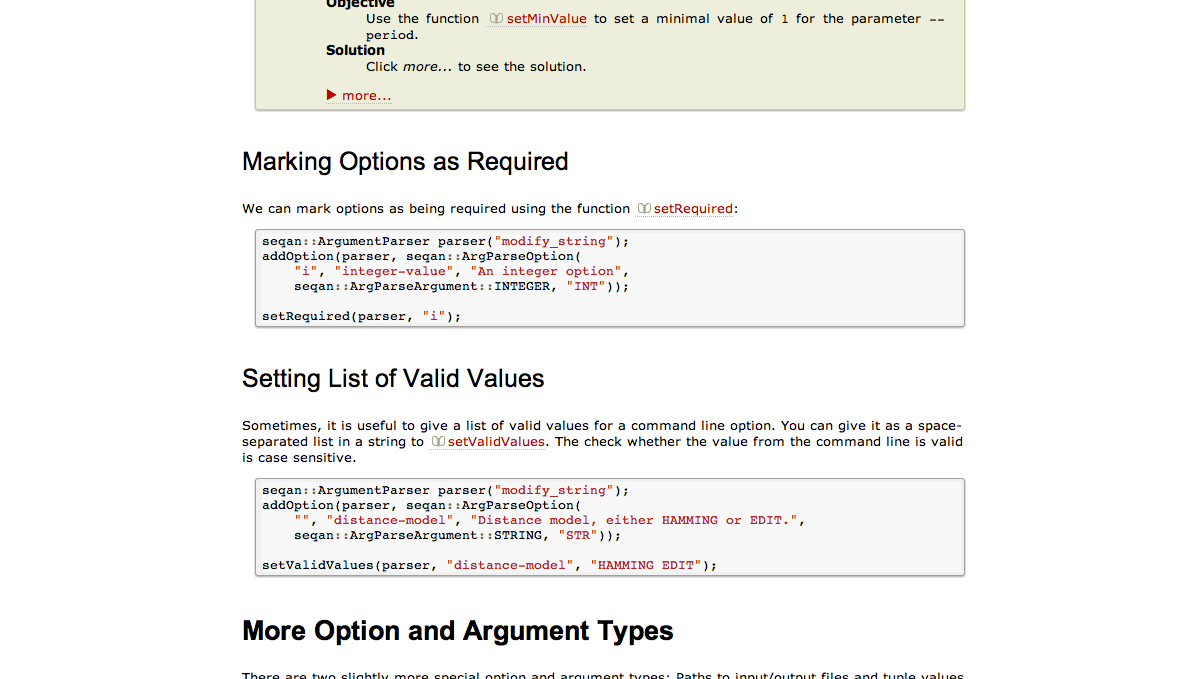 Objective
Use the function setMinValue to set a minimal value of 1 for the parameter --
period.
Solution
Click more... to see the solution.
more...
Marking Options as Required
We can mark options as being required using the function setRequired:
seqan::ArgumentParser parser("modify_string");
addOption(parser, seqan::ArgParseOption(
"i", "integer-value", "An integer option",
seqan::ArgParseArgument::INTEGER, "INT"));
setRequired(parser, "i");
Setting List of Valid Values
Sometimes, it is useful to give a list of valid values for a command line option. You can give it as a space-
separated list in a string to setValidValues. The check whether the value from the command line is valid
is case sensitive.
seqan::ArgumentParser parser("modify_string");
addOption(parser, seqan::ArgParseOption(
"", "distance-model", "Distance model, either HAMMING or EDIT.",
seqan::ArgParseArgument::STRING, "STR"));
setValidValues(parser, "distance-model", "HAMMING EDIT");
More Option and Argument Types
There are two slightly more special option and argument types: Paths to input/output files and tuple values